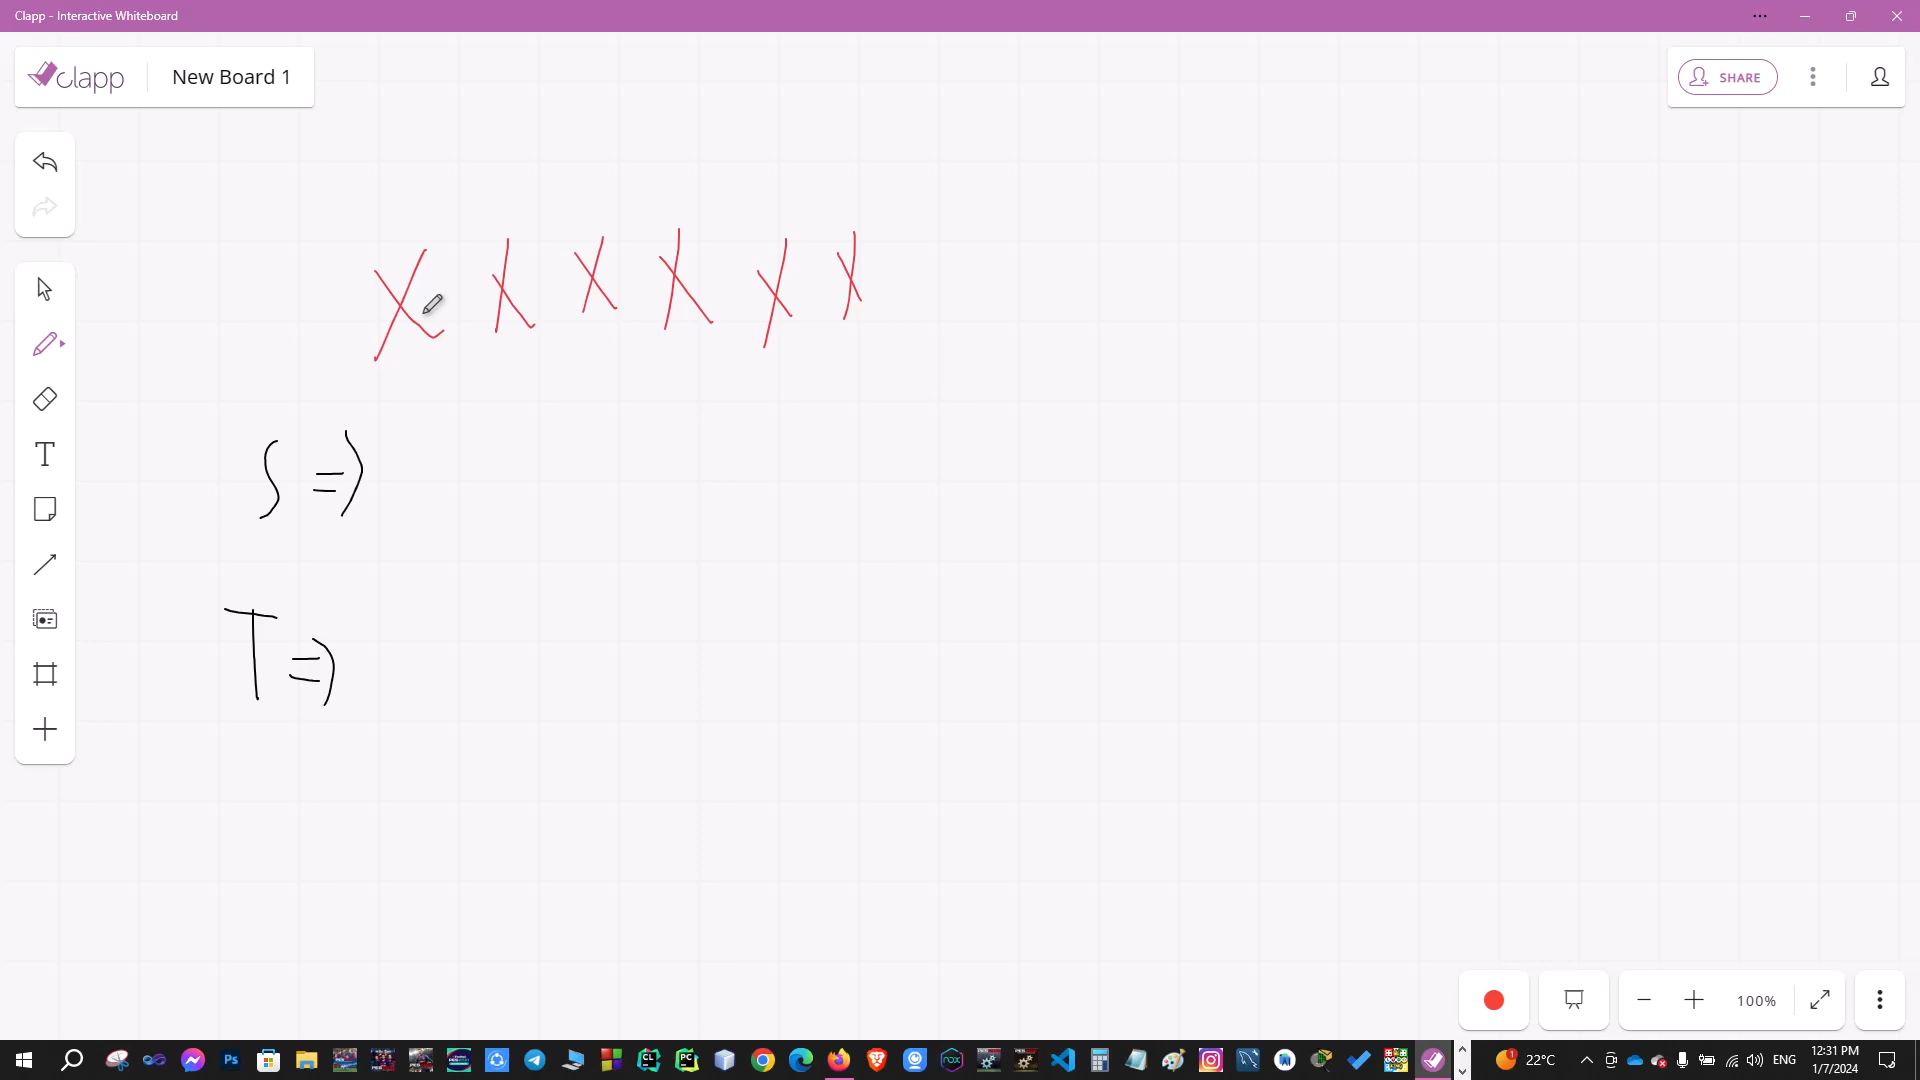 Clapp - Interactive Whiteboard
clapp New Board 1
SHARE
X X X X X X
S =>
T =>
T
100%
22°C ENG 12:31 PM
1/7/2024